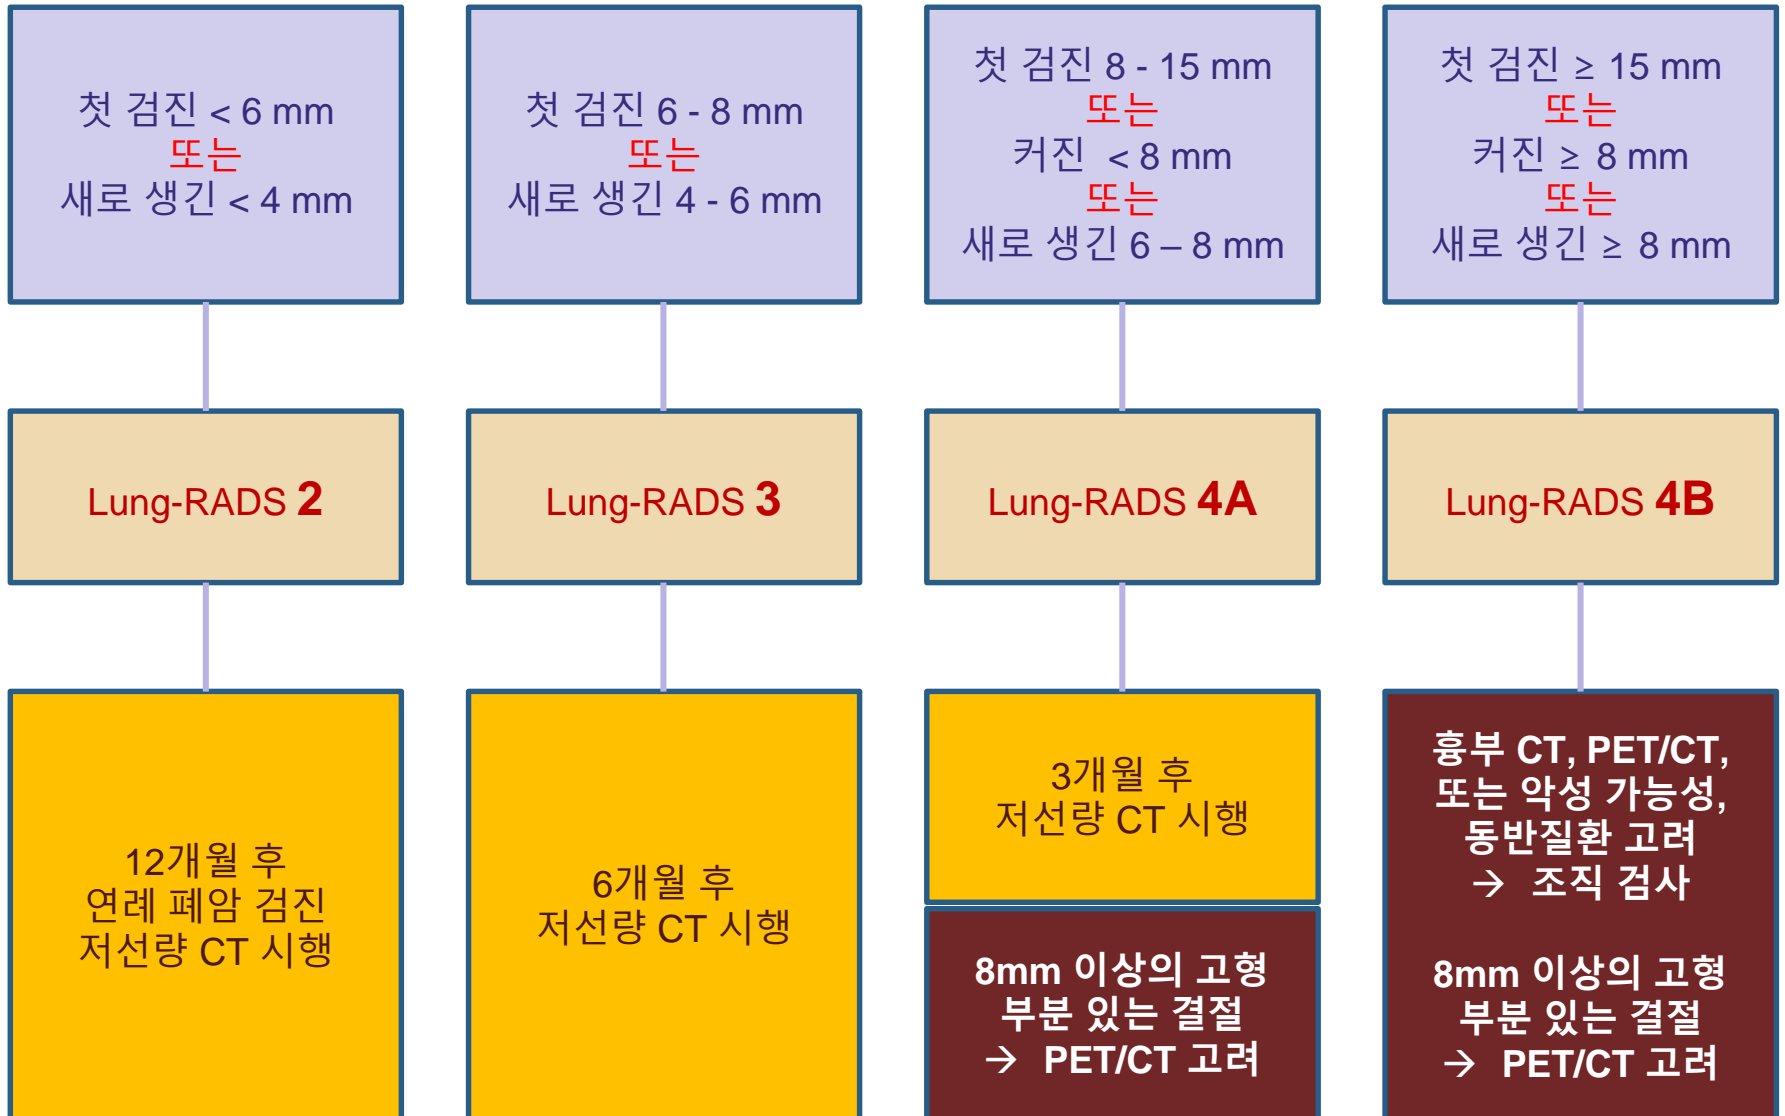 첫 검진 < 6 mm
또는
새로 생긴 < 4 mm
첫 검진 6 - 8 mm
또는
새로 생긴 4 - 6 mm
첫 검진 8 - 15 mm
또는
커진 < 8 mm
또는
새로 생긴 6 – 8 mm
첫 검진 ≥ 15 mm
또는
커진 ≥ 8 mm
또는
새로 생긴 ≥ 8 mm
Lung-RADS 2
Lung-RADS 3
Lung-RADS 4A
Lung-RADS 4B
12개월 후
연례 폐암 검진
저선량 CT 시행
6개월 후
저선량 CT 시행
3개월 후
저선량 CT 시행
8mm 이상의 고형
부분 있는 결절
→ PET/CT 고려
흉부 CT, PET/CT,
또는 악성 가능성,
동반질환 고려
→ 조직 검사
8mm 이상의 고형
부분 있는 결절
→ PET/CT 고려